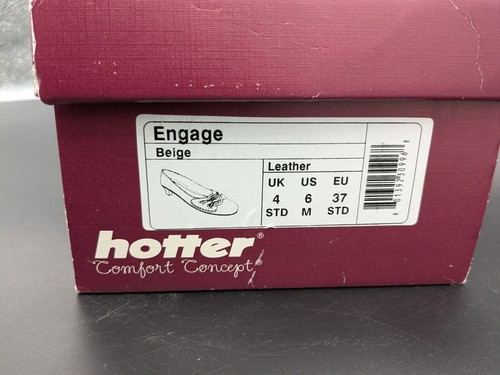 Engage
Beige
Leather
UK US EU
4 6 37
STD M STD
hotter®
Comfort Concept®